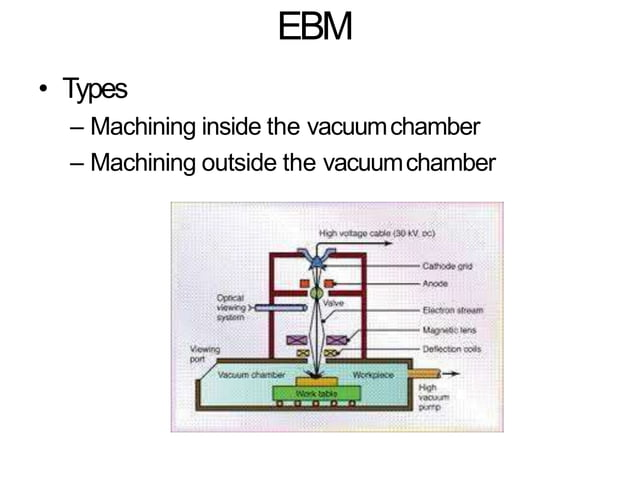 EBM
• Types
– Machining inside the vacuum chamber
– Machining outside the vacuum chamber
High voltage cable (30 kV, DC)
Cathode grid
Anode
Optical
viewing
system
Valve
Electron stream
Magnetic lens
Viewing
port
Deflection coils
Vacuum chamber
Workpiece
Work table
High
vacuum
pump